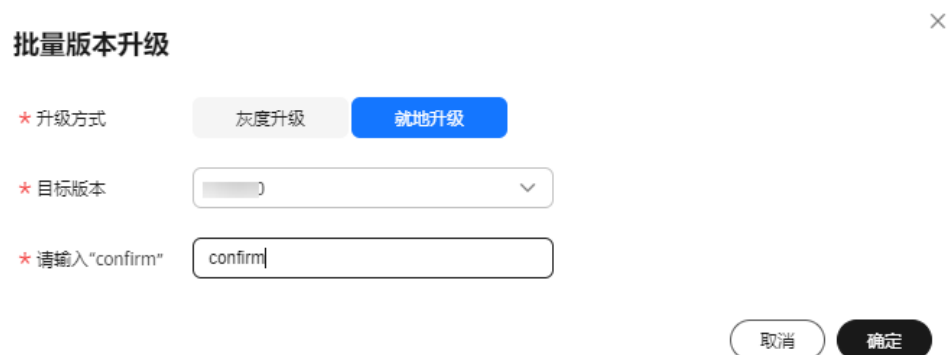 批量版本升级
* 升级方式 灰度升级 就地升级
* 目标版本 0
* 请输入“confirm” confirm
取消 确定